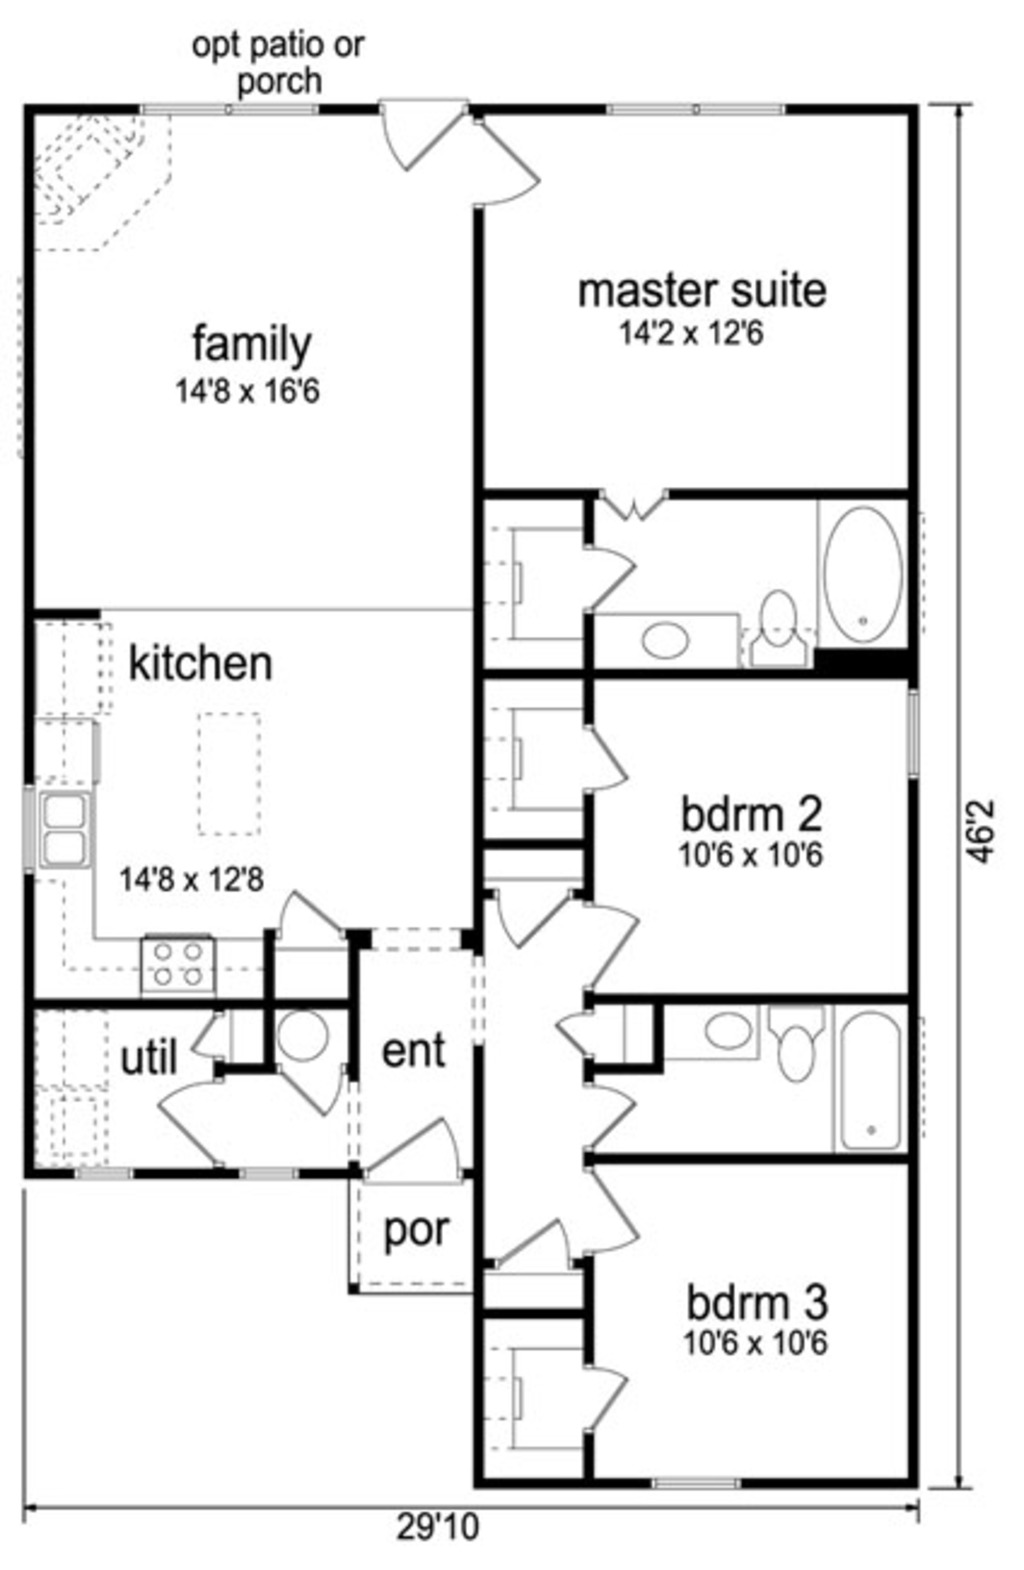 opt patio or
porch
master suite
14'2 x 12'6
family
14'8 x 16'6
kitchen
14'8 x 12'8
bdrm 2
10'6 x 10'6
46'2
util
ent
por
bdrm 3
10'6 x 10'6
29'10